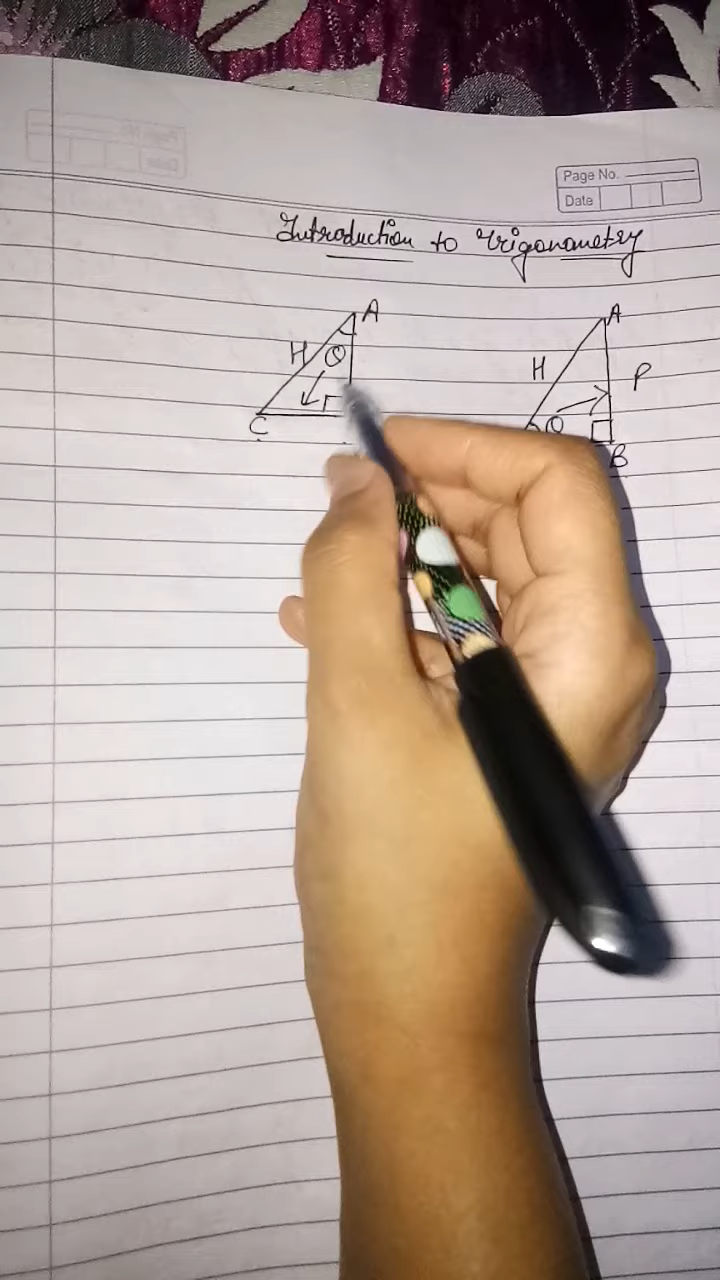 Page No.
Date
Introduction to Trigonometry
A
H
θ
C
A
H
P
θ
B